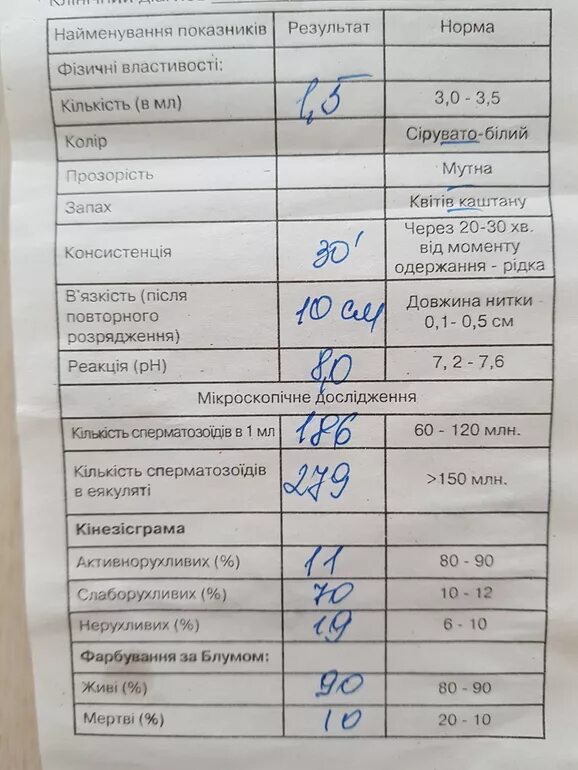 Клінічний діагноз
Найменування показників Результат Норма
Фізичні властивості:
Кількість (в мл) 1,5 3,0 - 3,5
Колір Сірувато-білий
Прозорість Мутна
Запах Квітів каштану
Консистенція 30' Через 20-30 хв. від моменту одержання - рідка
В'язкість (після повторного розрядження) 10 см Довжина нитки 0,1- 0,5 см
Реакція (pH) 8,0 7, 2 - 7,6
Мікроскопічне дослідження
Кількість сперматозоїдів в 1 мл 186 60 - 120 млн.
Кількість сперматозоїдів в еякуляті 279 >150 млн.
Кінезісграма
Активнорухливих (%) 11 80 - 90
Слаборухливих (%) 70 10 - 12
Нерухливих (%) 19 6 - 10
Фарбування за Блумом:
Живі (%) 90 80 - 90
Мертві (%) 10 20 - 10